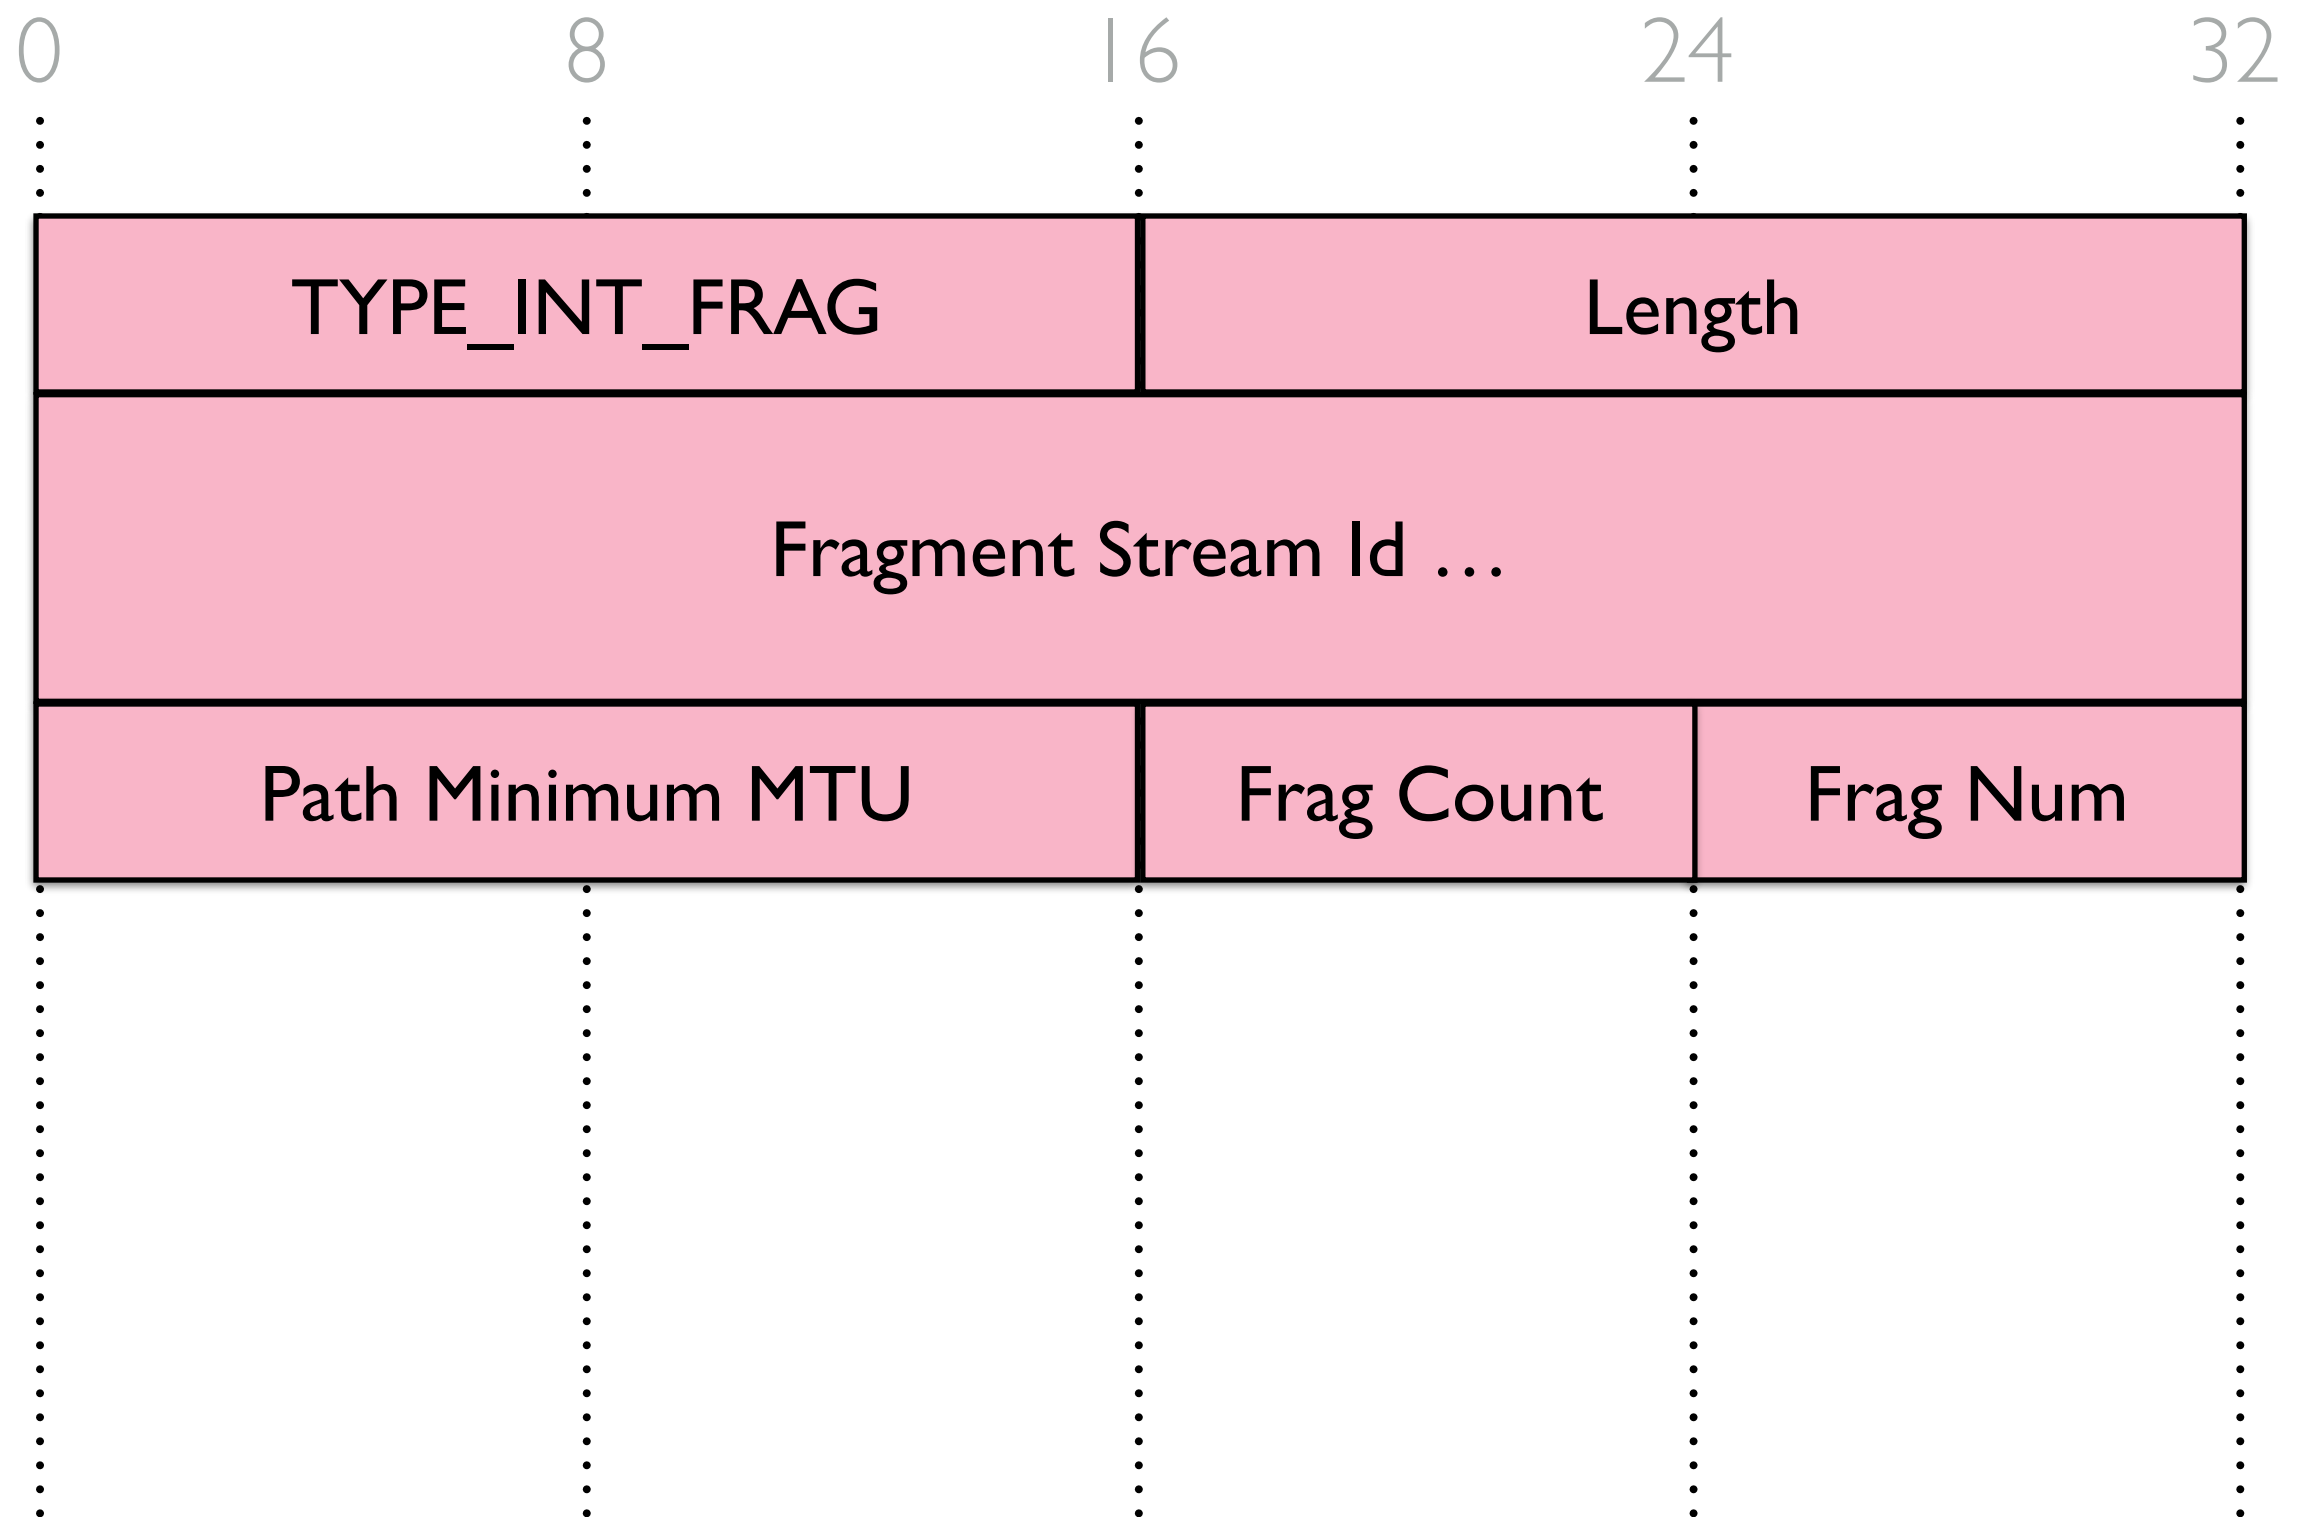 0 8 16 24 32
TYPE_INT_FRAG Length
Fragment Stream Id …
Path Minimum MTU Frag Count Frag Num